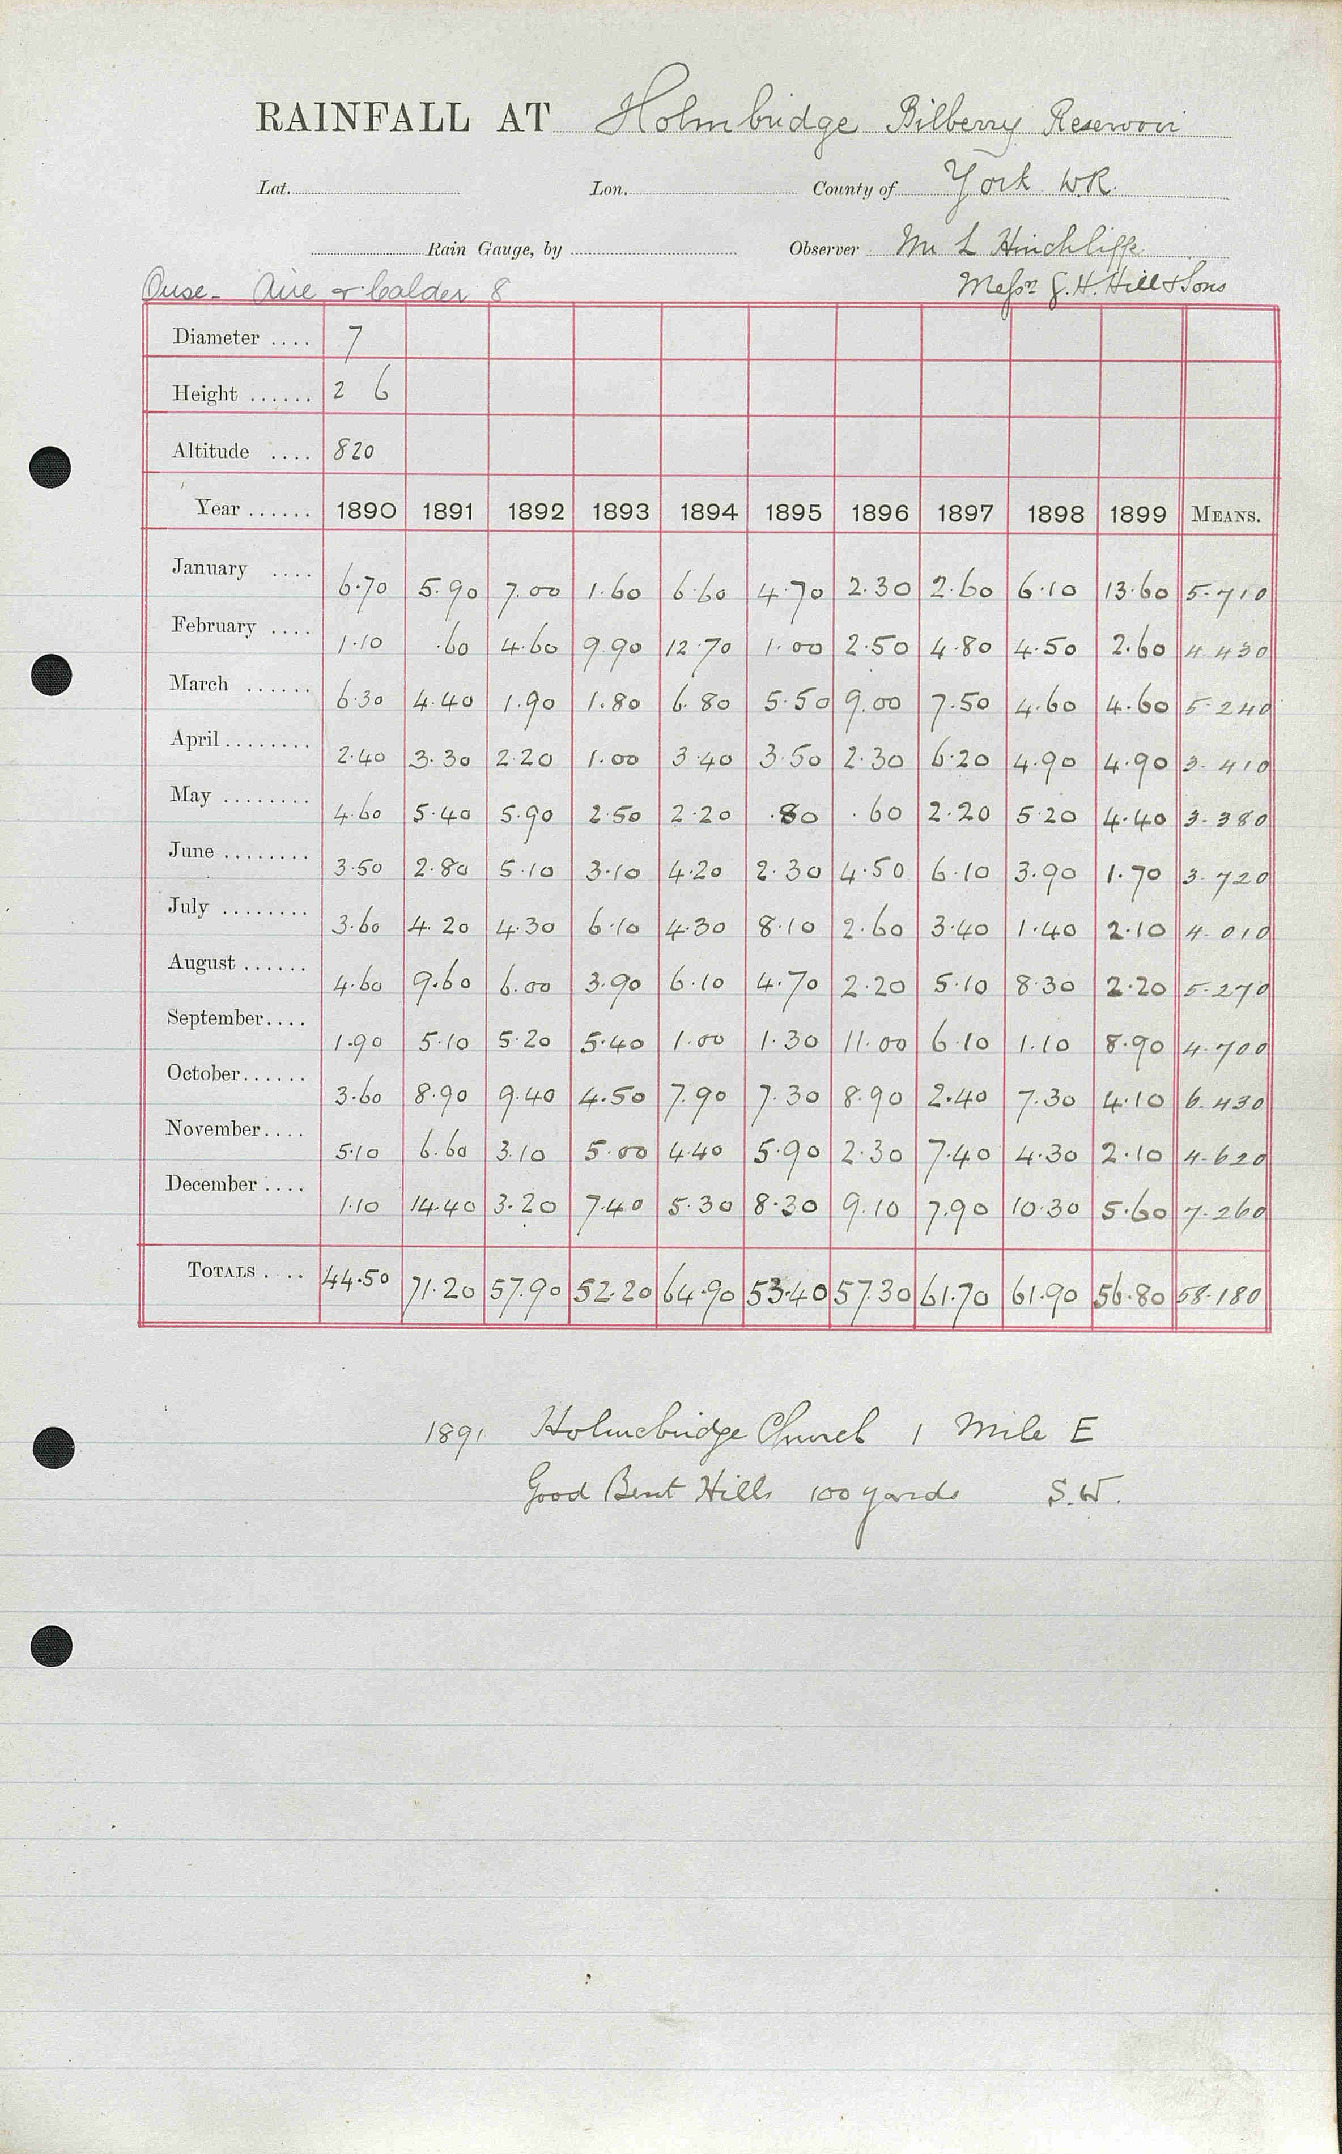 RAINFALL AT Holmbridge Bilberry Reservoir
Lat. Lon. County of York W.R.
Rain Gauge, by Observer Mr L Hinchliffe
Ouse - Aire & Calder 8 Messrs G.H. Hill & Sons
Diameter .... 7
Height ...... 2 6
Altitude .... 820
Year ...... 1890 1891 1892 1893 1894 1895 1896 1897 1898 1899 MEANS.
January .... 6.70 5.90 7.00 1.60 6.60 4.70 2.30 2.60 6.10 13.60 5.710
February .... 1.10 .60 4.60 9.90 12.70 1.00 2.50 4.80 4.50 2.60 4.430
March ...... 6.30 4.40 1.90 1.80 6.80 5.50 9.00 7.50 4.60 4.60 5.240
April ........ 2.40 3.30 2.20 1.00 3.40 3.50 2.30 6.20 4.90 4.90 3.410
May ........ 4.60 5.40 5.90 2.50 2.20 .80 .60 2.20 5.20 4.40 3.380
June ........ 3.50 2.80 5.10 3.10 4.20 2.30 4.50 6.10 3.90 1.70 3.720
July ........ 3.60 4.20 4.30 6.10 4.30 8.10 2.60 3.40 1.40 2.10 4.010
August ...... 4.60 9.60 6.00 3.90 6.10 4.70 2.20 5.10 8.30 2.20 5.270
September.... 1.90 5.10 5.20 5.40 1.00 1.30 11.00 6.10 1.10 8.90 4.700
October...... 3.60 8.90 9.40 4.50 7.90 7.30 8.90 2.40 7.30 4.10 6.430
November.... 5.10 6.60 3.10 5.00 4.40 5.90 2.30 7.40 4.30 2.10 4.620
December .... 1.10 14.40 3.20 7.40 5.30 8.30 9.10 7.90 10.30 5.60 7.260
TOTALS .... 44.50 71.20 57.90 52.20 64.90 53.40 57.30 61.70 61.90 56.80 58.180
1891 Holmebridge Church 1 Mile E
Good Bent Hills 100 yards S.W.